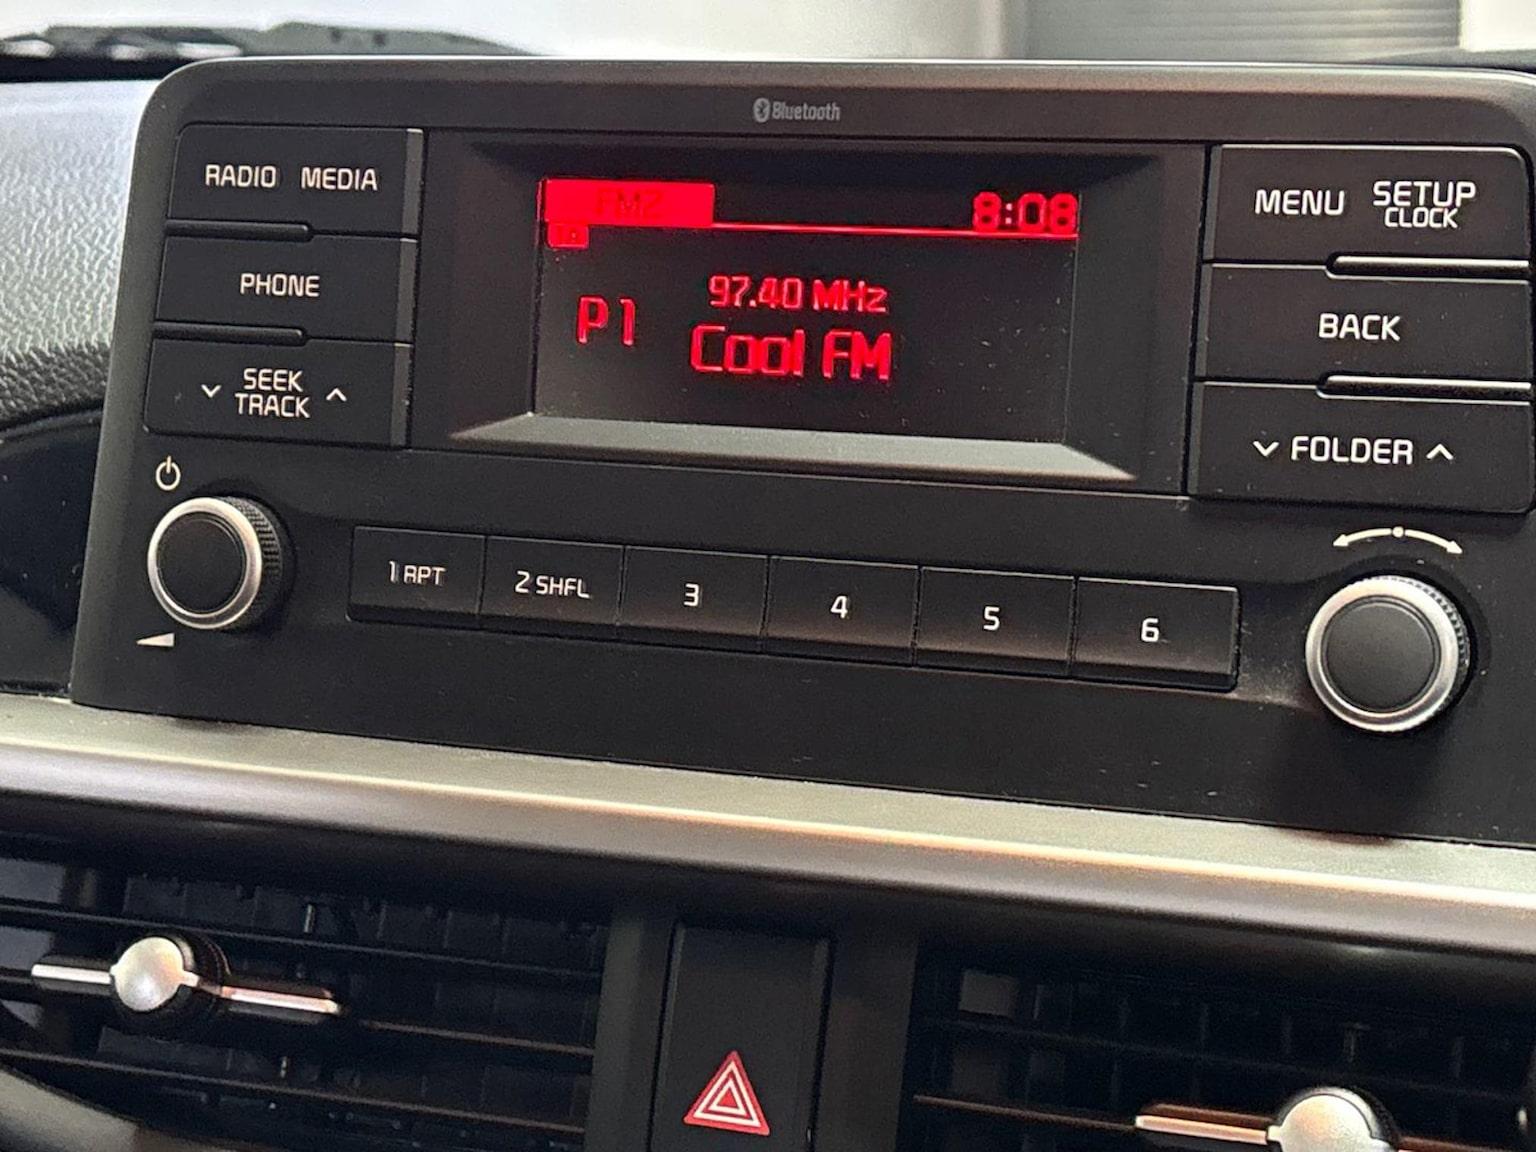 Bluetooth
RADIO MEDIA
PHONE
SEEK
TRACK
FM2
8:08
97.40 MHz
P1
Cool FM
MENU SETUP
CLOCK
BACK
FOLDER
1 RPT
2 SHFL
3
4
5
6